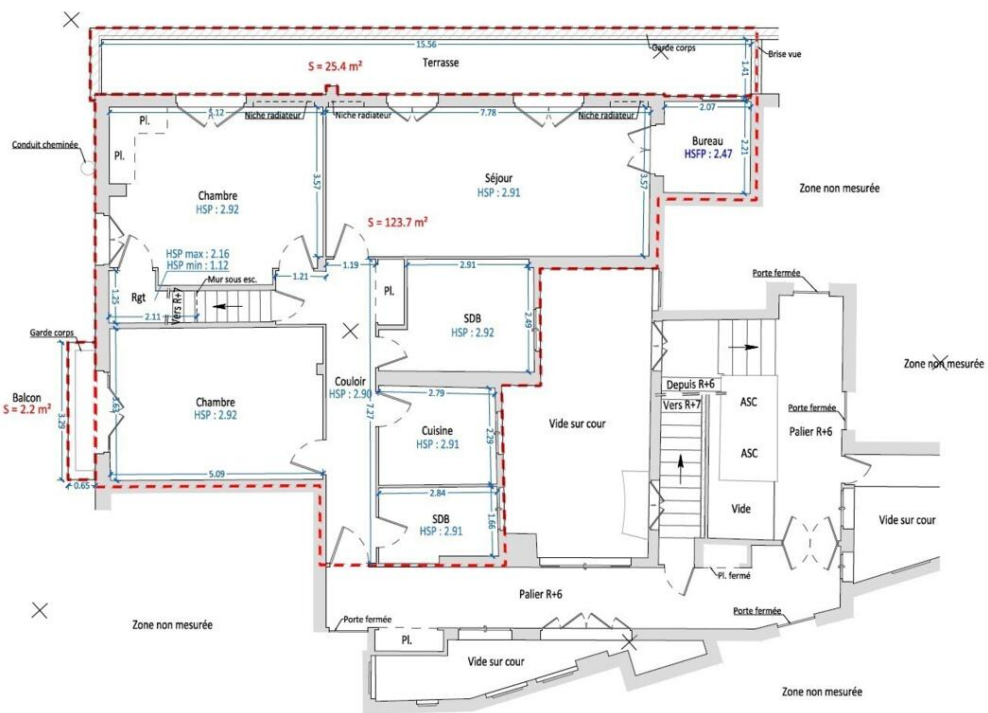 Garde corps
15.56
Brise vue
Terrasse
S = 25.4 m²
1.41
5.12
7.78
2.07
Niche radiateur
Niche radiateur
Niche radiateur
Pl.
Pl.
Conduit cheminée
Bureau
HSFP : 2.47
2.21
Zone non mesurée
3.57
Séjour
HSP : 2.91
3.57
Chambre
HSP : 2.92
S = 123.7 m²
HSP max : 2.16
HSP min : 1.12
1.21
1.19
2.91
Mur sous esc.
Porte fermée
Rgt
1.25
2.11
Vers R+7
Pl.
SDB
HSP : 2.92
2.49
Garde corps
Zone non mesurée
Balcon
S = 2.2 m²
3.29
0.65
3.63
Chambre
HSP : 2.92
5.09
Couloir
HSP : 2.90
7.27
2.79
Cuisine
HSP : 2.91
2.29
Vide sur cour
Depuis R+6
Vers R+7
ASC
ASC
Vide
Porte fermée
Palier R+6
2.84
SDB
HSP : 2.91
1.66
Vide sur cour
Pl. fermé
Palier R+6
Porte fermée
Porte fermée
Zone non mesurée
Pl.
Vide sur cour
Zone non mesurée